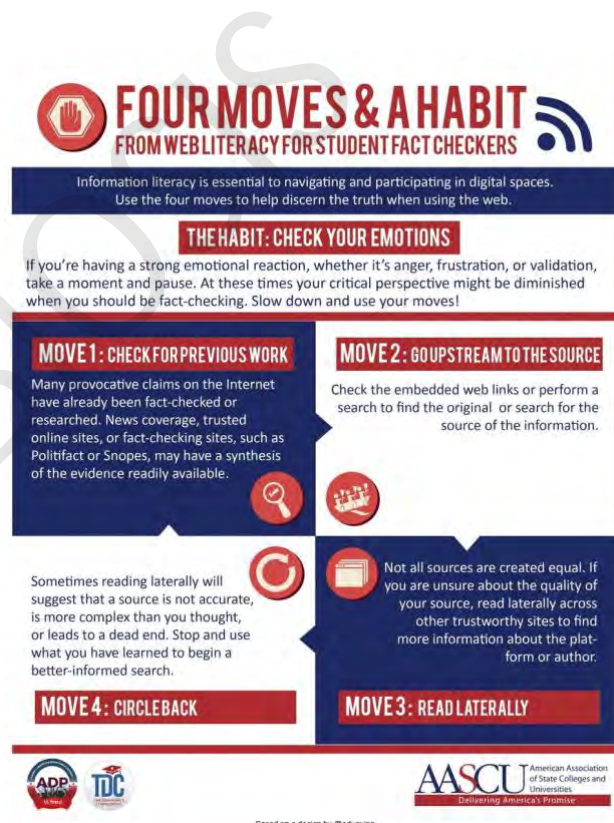 FOUR MOVES & A HABIT
FROM WEB LITERACY FOR STUDENT FACT CHECKERS
Information literacy is essential to navigating and participating in digital spaces.
Use the four moves to help discern the truth when using the web.
THE HABIT: CHECK YOUR EMOTIONS
If you're having a strong emotional reaction, whether it's anger, frustration, or validation,
take a moment and pause. At these times your critical perspective might be diminished
when you should be fact-checking. Slow down and use your moves!
MOVE 1: CHECK FOR PREVIOUS WORK
Many provocative claims on the Internet
have already been fact-checked or
researched. News coverage, trusted
online sites, or fact-checking sites, such as
Politifact or Snopes, may have a synthesis
of the evidence readily available.
MOVE 2: GO UPSTREAM TO THE SOURCE
Check the embedded web links or perform a
search to find the original or search for the
source of the information.
Not all sources are created equal. If
you are unsure about the quality of
your source, read laterally across
other trustworthy sites to find
more information about the plat-
form or author.
MOVE 3: READ LATERALLY
Sometimes reading laterally will
suggest that a source is not accurate,
is more complex than you thought,
or leads to a dead end. Stop and use
what you have learned to begin a
better-informed search.
MOVE 4: CIRCLE BACK
ADP
TDC
AASCU
American Association
of State Colleges and
Universities
Delivering America's Promise